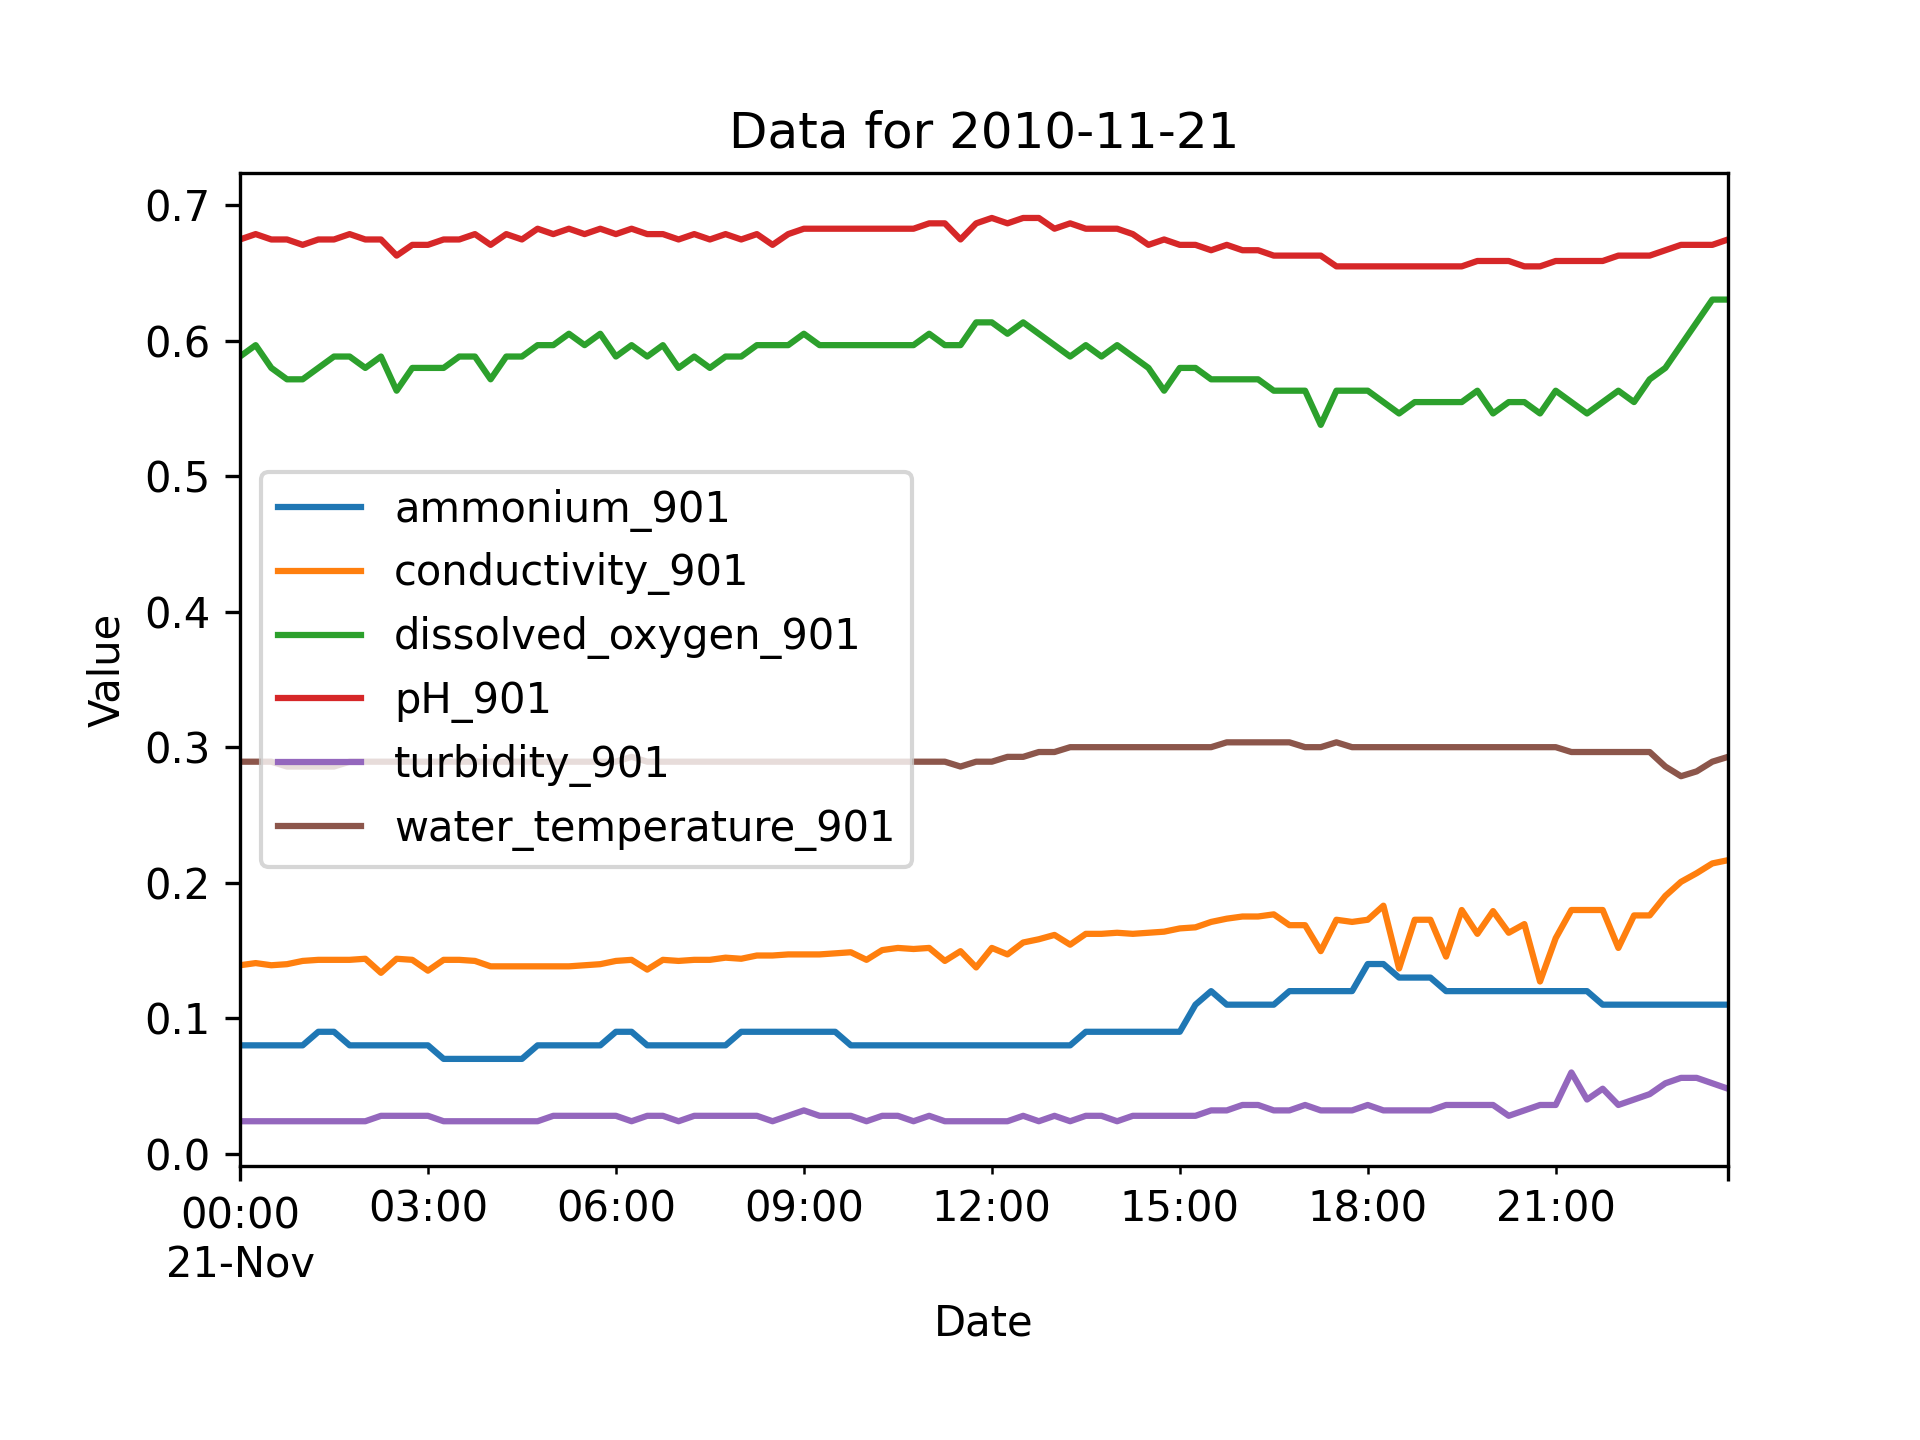 Data for 2010-11-21
0.7
0.6
0.5
0.4
0.3
0.2
0.1
0.0
Value
ammonium_901
conductivity_901
dissolved_oxygen_901
pH_901
turbidity_901
water_temperature_901
00:00 03:00 06:00 09:00 12:00 15:00 18:00 21:00
21-Nov
Date